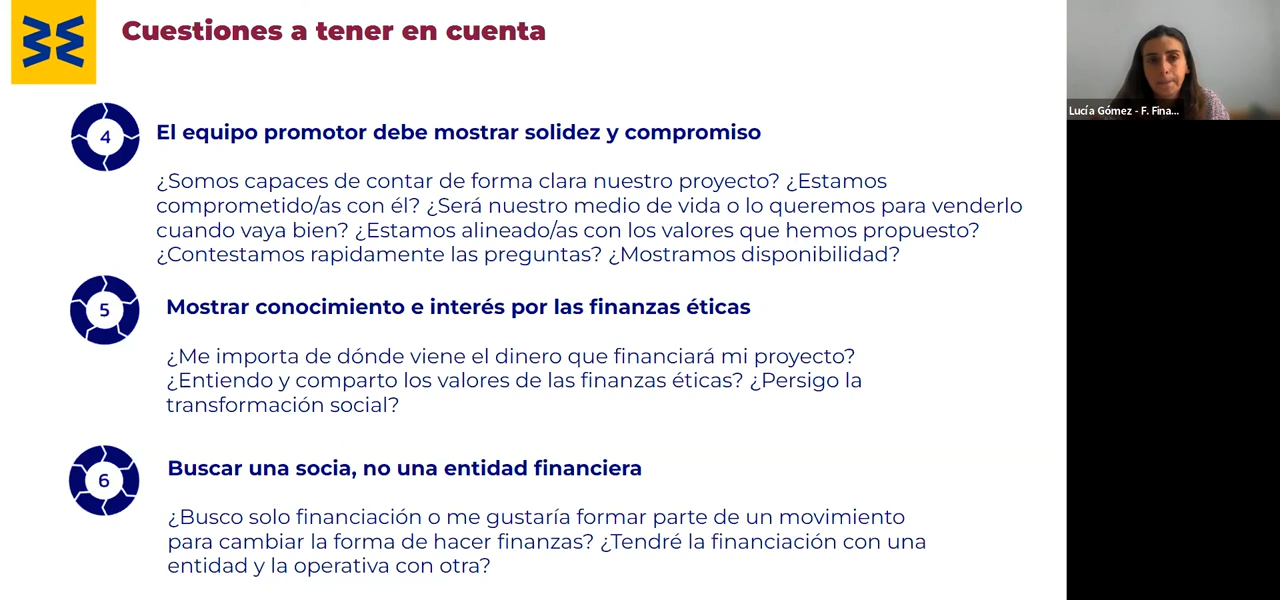 Cuestiones a tener en cuenta
4
El equipo promotor debe mostrar solidez y compromiso
¿Somos capaces de contar de forma clara nuestro proyecto? ¿Estamos
comprometido/as con él? ¿Será nuestro medio de vida o lo queremos para venderlo
cuando vaya bien? ¿Estamos alineado/as con los valores que hemos propuesto?
¿Contestamos rapidamente las preguntas? ¿Mostramos disponibilidad?
5
Mostrar conocimiento e interés por las finanzas éticas
¿Me importa de dónde viene el dinero que financiará mi proyecto?
¿Entiendo y comparto los valores de las finanzas éticas? ¿Persigo la
transformación social?
6
Buscar una socia, no una entidad financiera
¿Busco solo financiación o me gustaría formar parte de un movimiento
para cambiar la forma de hacer finanzas? ¿Tendré la financiación con una
entidad y la operativa con otra?
Lucía Gómez - F. Fina...